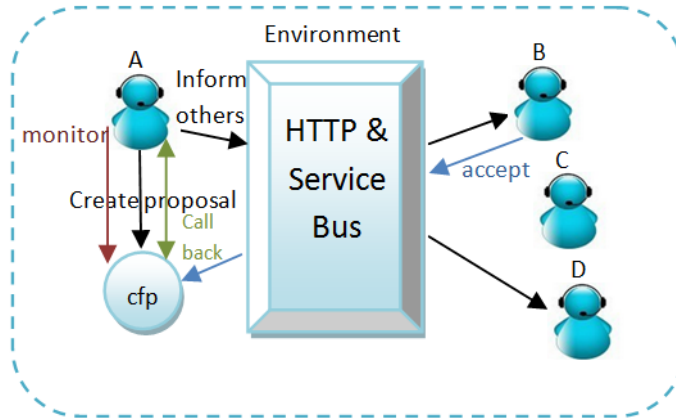 Environment
A
B
Inform
others
monitor
HTTP &
Service
Bus
accept
C
Create proposal
Call
back
D
cfp